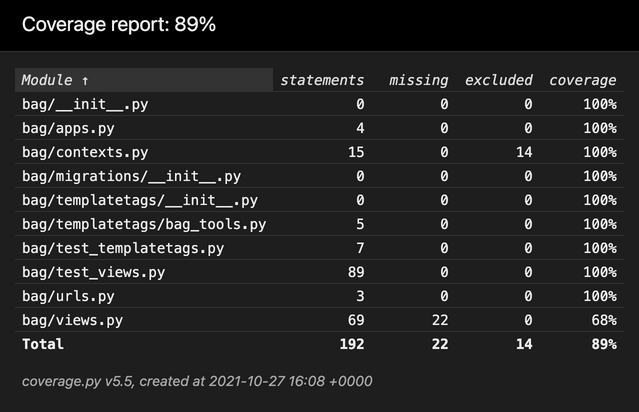 Coverage report: 89%
Module ↑ statements missing excluded coverage
bag/__init__.py 0 0 0 100%
bag/apps.py 4 0 0 100%
bag/contexts.py 15 0 14 100%
bag/migrations/__init__.py 0 0 0 100%
bag/templatetags/__init__.py 0 0 0 100%
bag/templatetags/bag_tools.py 5 0 0 100%
bag/test_templatetags.py 7 0 0 100%
bag/test_views.py 89 0 0 100%
bag/urls.py 3 0 0 100%
bag/views.py 69 22 0 68%
Total 192 22 14 89%
coverage.py v5.5, created at 2021-10-27 16:08 +0000